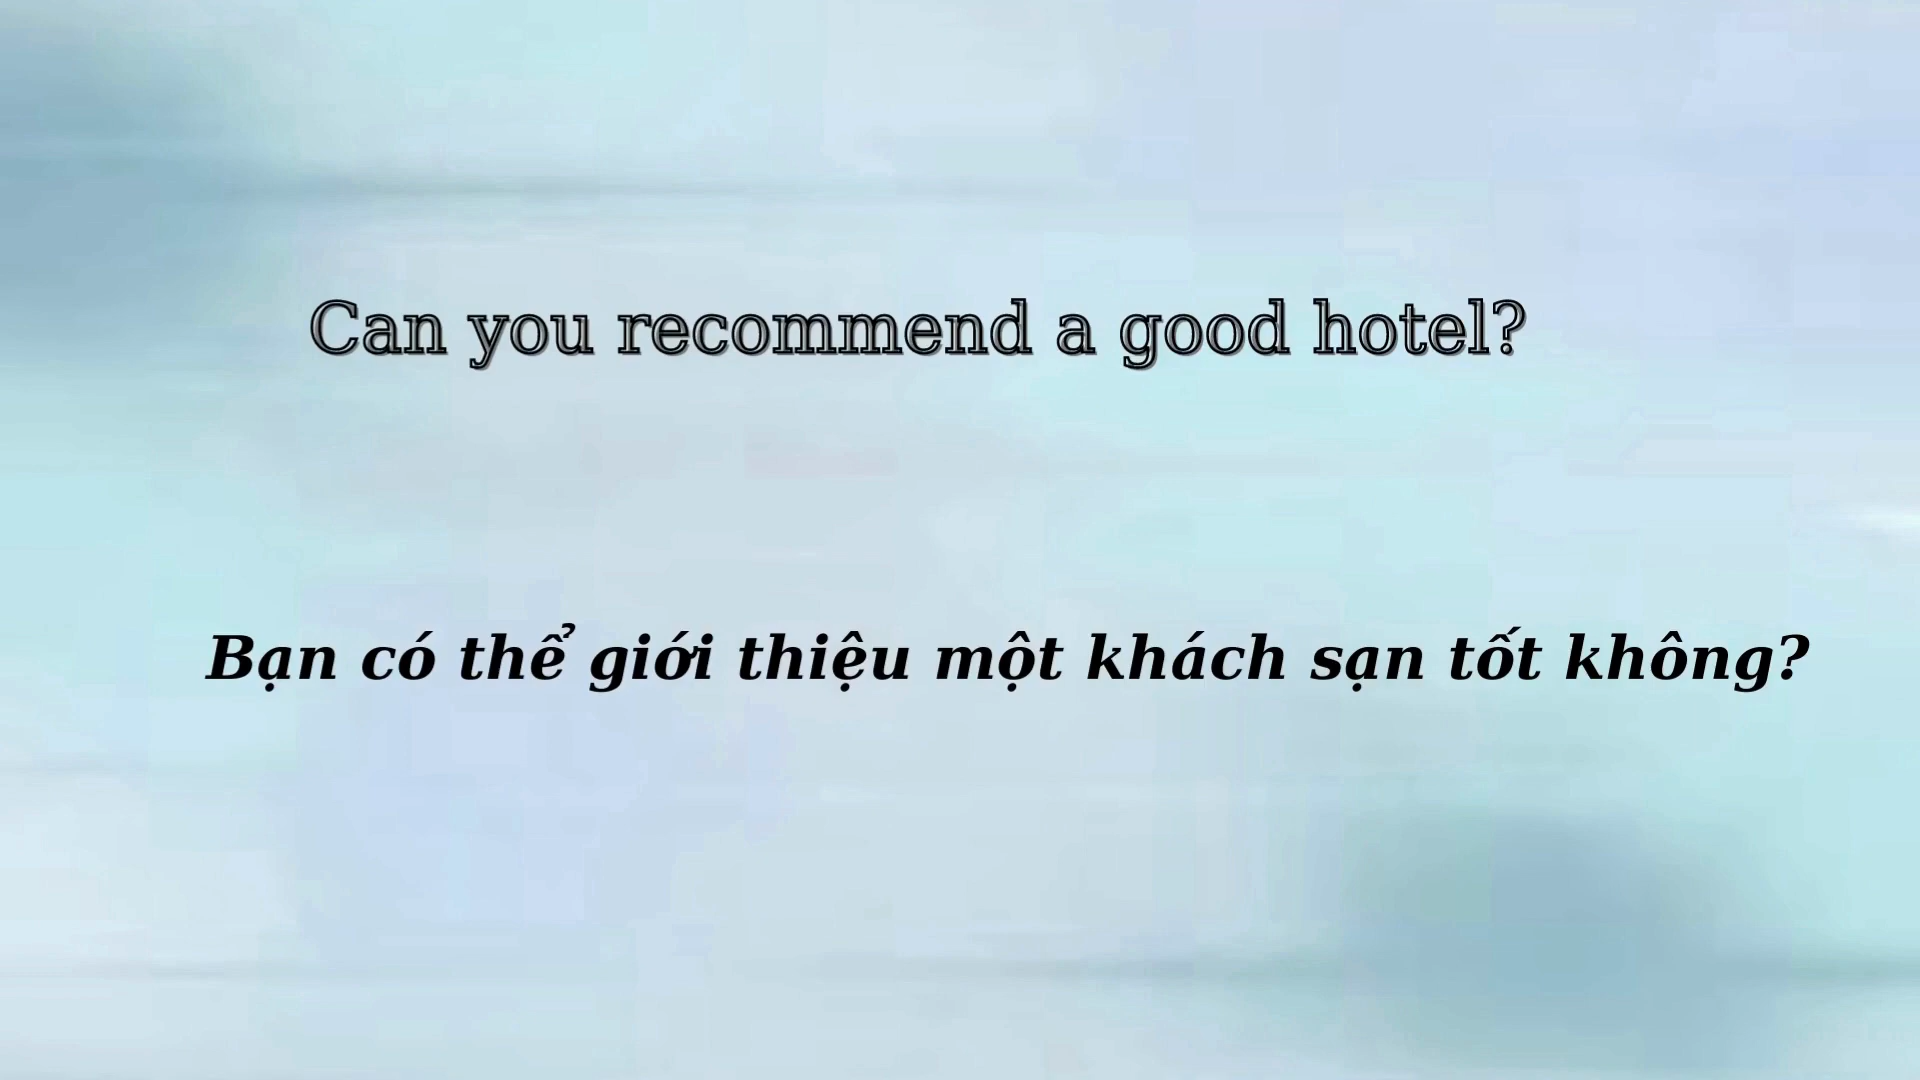 Can you recommend a good hotel?
Bạn có thể giới thiệu một khách sạn tốt không?